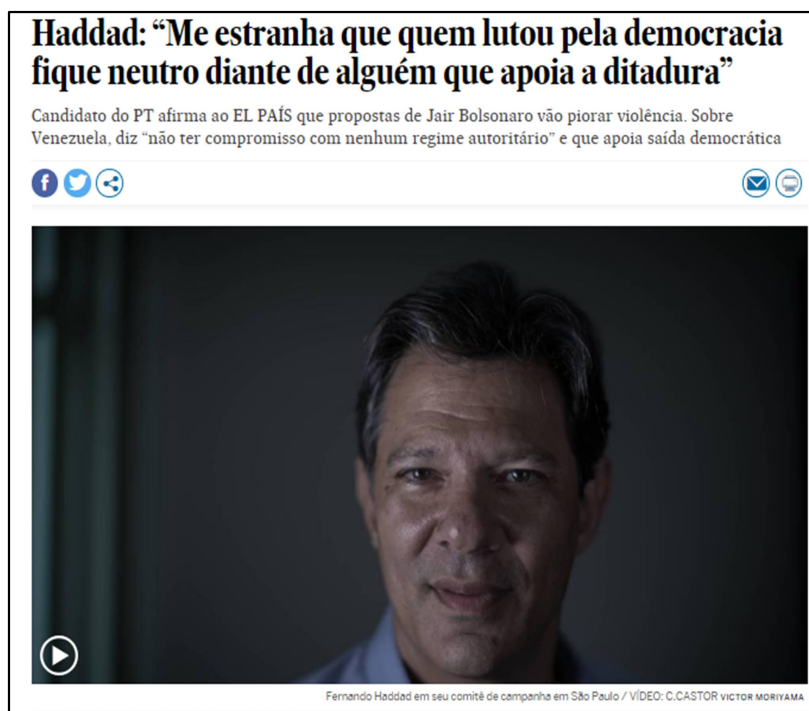 Haddad: “Me estranha que quem lutou pela democracia
fique neutro diante de alguém que apoia a ditadura”
Candidato do PT afirma ao EL PAÍS que propostas de Jair Bolsonaro vão piorar violência. Sobre
Venezuela, diz “não ter compromisso com nenhum regime autoritário” e que apoia saída democrática
f
Fernando Haddad em seu comitê de campanha em São Paulo / VÍDEO: C.CASTOR VICTOR MORIYAMA